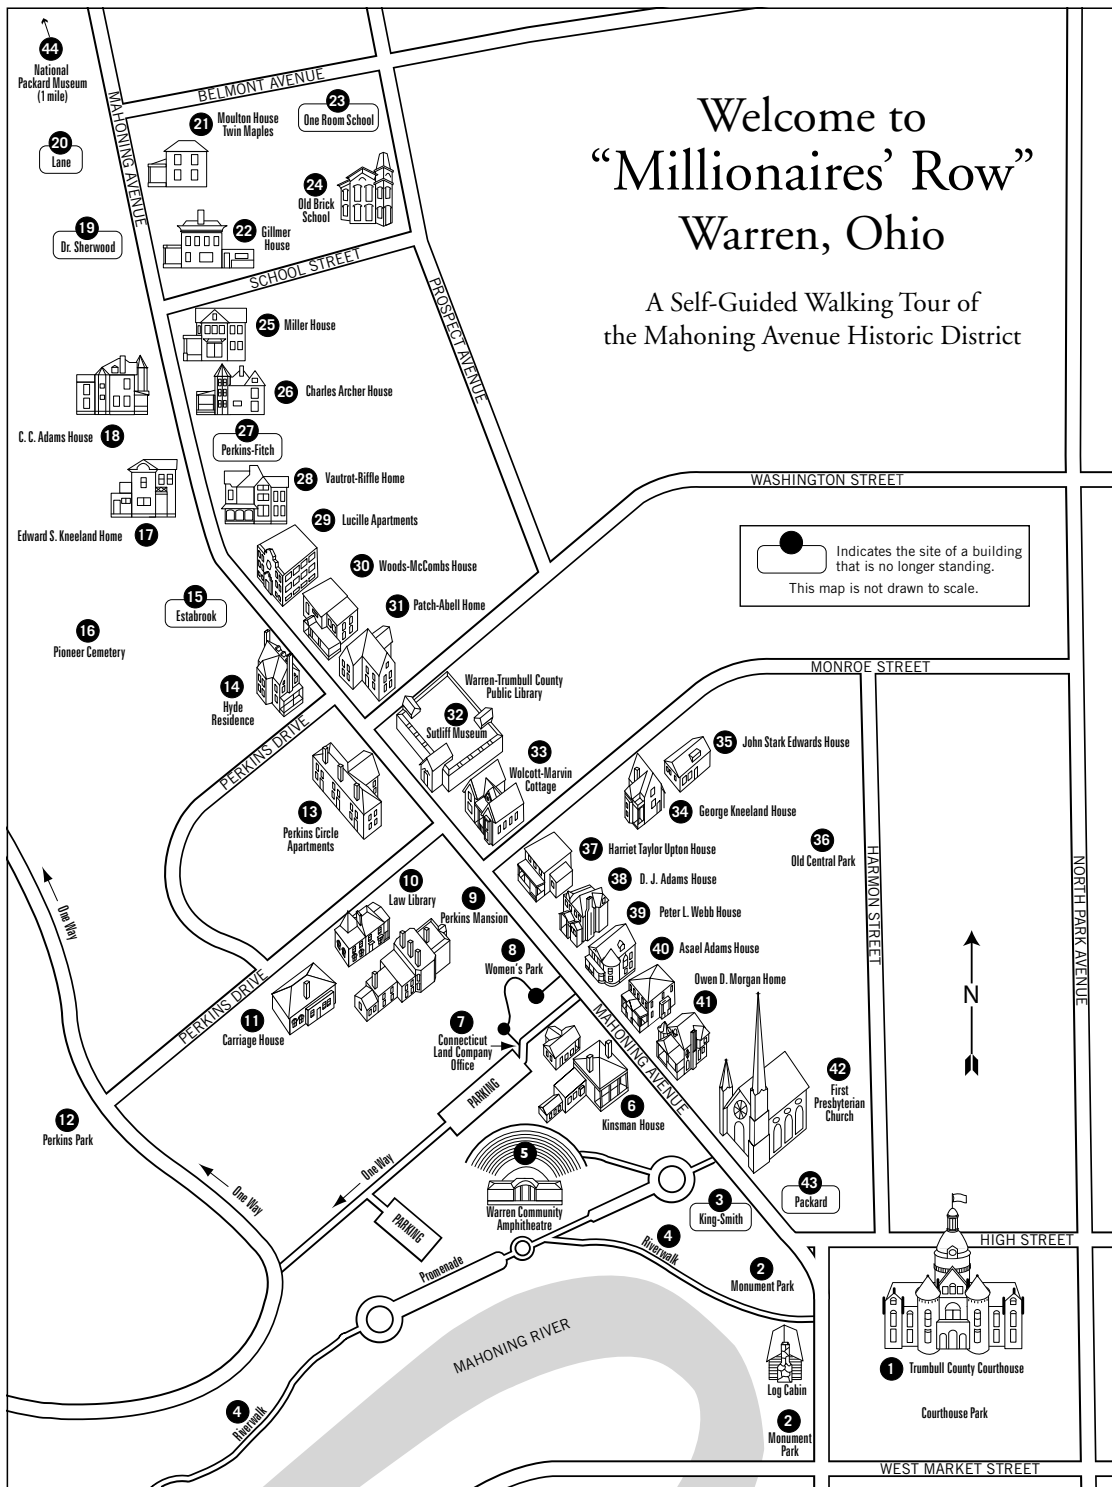 Welcome to
“Millionaires’ Row”
Warren, Ohio
A Self-Guided Walking Tour of
the Mahoning Avenue Historic District
44
National
Packard Museum
(1 mile)
MAHONING AVENUE
BELMONT AVENUE
23
One Room School
21
Moulton House
Twin Maples
20
Lane
24
Old Brick
School
19
Dr. Sherwood
22
Gillmer
House
SCHOOL STREET
PROSPECT AVENUE
25
Miller House
26
Charles Archer House
C. C. Adams House
18
27
Perkins-Fitch
28
Vautrot-Riffle Home
Edward S. Kneeland Home
17
29
Lucille Apartments
WASHINGTON STREET
Indicates the site of a building
that is no longer standing.
This map is not drawn to scale.
30
Woods-McCombs House
15
Estabrook
31
Patch-Abell Home
16
Pioneer Cemetery
MONROE STREET
14
Hyde
Residence
Warren-Trumbull County
Public Library
32
Sutliff Museum
PERKINS DRIVE
33
Wolcott-Marvin
Cottage
35
John Stark Edwards House
13
Perkins Circle
Apartments
34
George Kneeland House
36
Old Central Park
HARMON STREET
NORTH PARK AVENUE
37
Harriet Taylor Upton House
38
D. J. Adams House
10
Law Library
9
Perkins Mansion
39
Peter L. Webb House
One Way
8
Women's Park
40
Asael Adams House
Owen D. Morgan Home
41
N
PERKINS DRIVE
11
Carriage House
7
Connecticut
Land Company
Office
MAHONING AVENUE
PARKING
6
Kinsman House
42
First
Presbyterian
Church
12
Perkins Park
5
Warren Community
Amphitheatre
One Way
One Way
PARKING
3
King-Smith
43
Packard
HIGH STREET
4
Riverwalk
Promenade
2
Monument Park
MAHONING RIVER
Log Cabin
1
Trumbull County Courthouse
Courthouse Park
4
Riverwalk
2
Monument
Park
WEST MARKET STREET